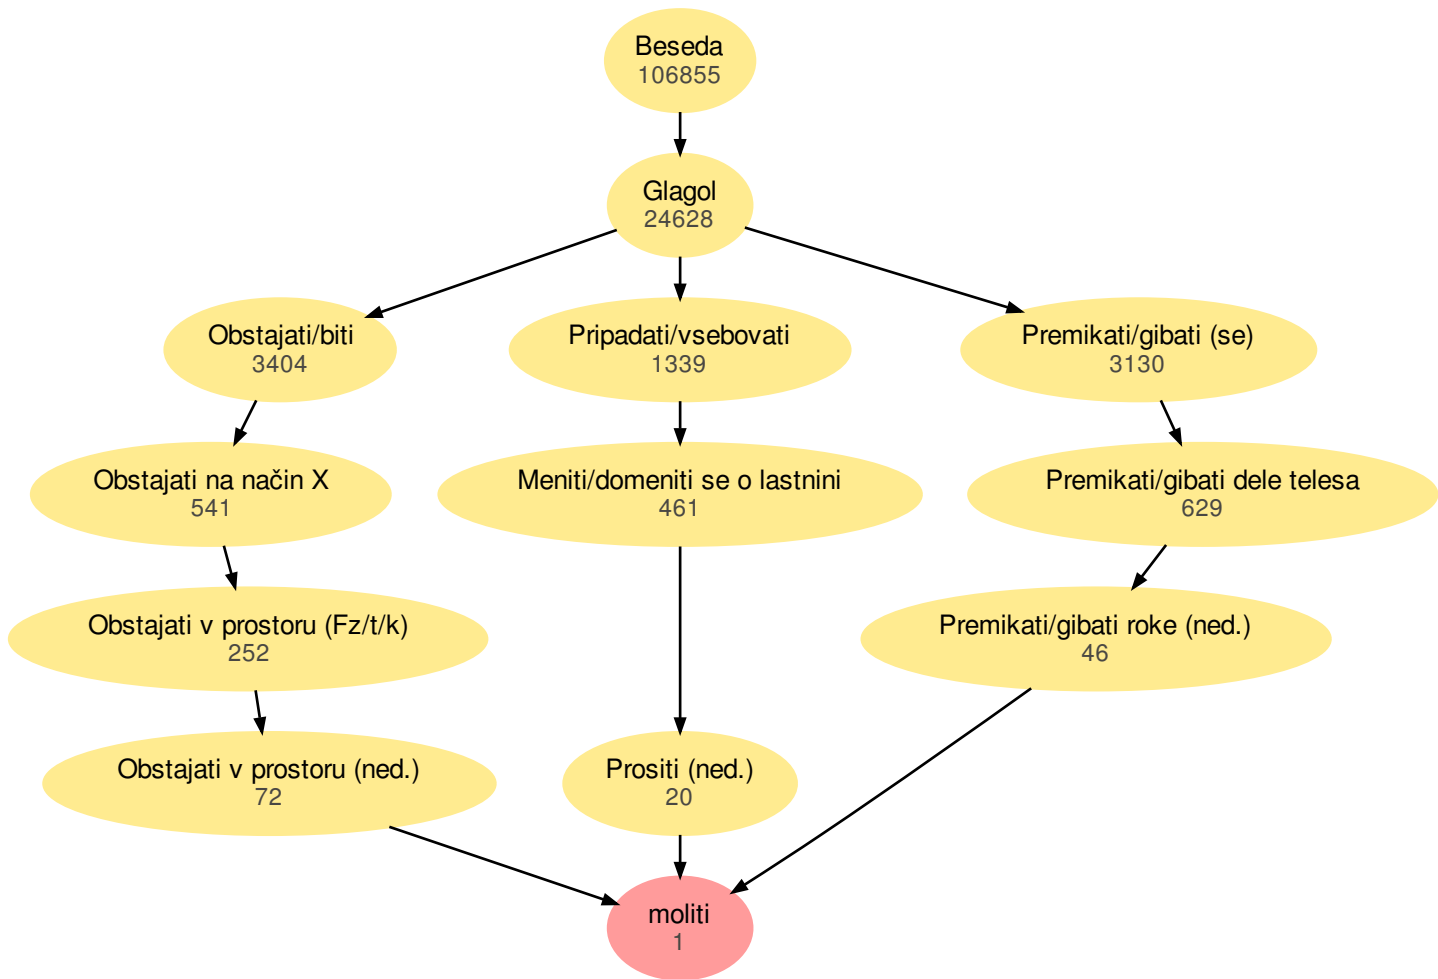 Beseda
106855
Glagol
24628
Obstajati/biti
3404
Pripadati/vsebovati
1339
Premikati/gibati (se)
3130
Obstajati na način X
541
Meniti/domeniti se o lastnini
461
Premikati/gibati dele telesa
629
Obstajati v prostoru (Fz/t/k)
252
Premikati/gibati roke (ned.)
46
Obstajati v prostoru (ned.)
72
Prositi (ned.)
20
moliti
1